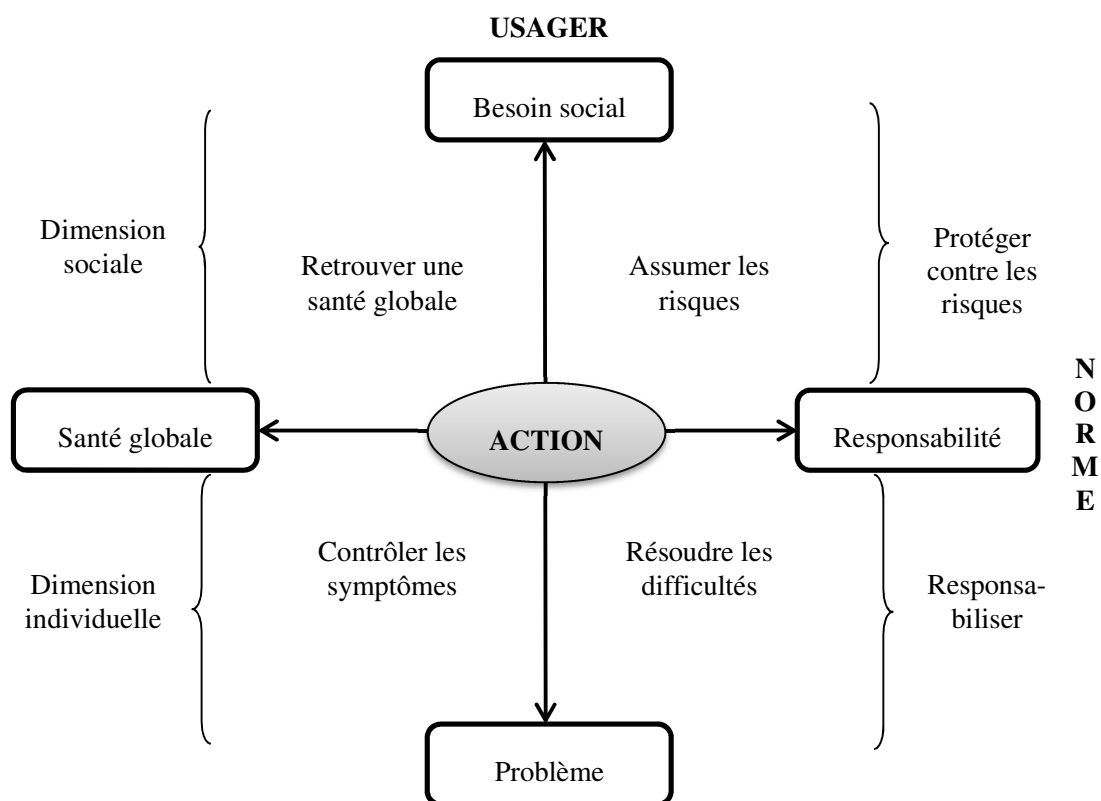 USAGER
Besoin social
Dimension
sociale
Retrouver une
santé globale
Assumer les
risques
Protéger
contre les
risques
Santé globale
ACTION
Responsabilité
N
O
R
M
E
Dimension
individuelle
Contrôler les
symptômes
Résoudre les
difficultés
Responsa-
biliser
Problème